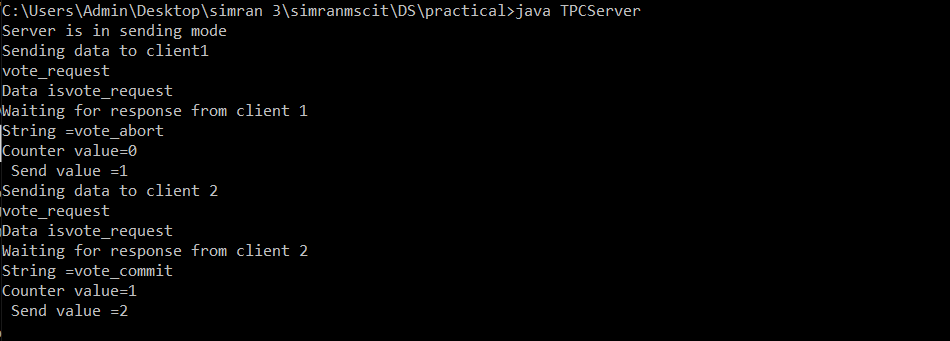 C:\Users\Admin\Desktop\simran 3\simranmscit\DS\practical>java TPCServer
Server is in sending mode
Sending data to client1
vote_request
Data isvote_request
Waiting for response from client 1
String =vote_abort
Counter value=0
 Send value =1
Sending data to client 2
vote_request
Data isvote_request
Waiting for response from client 2
String =vote_commit
Counter value=1
 Send value =2